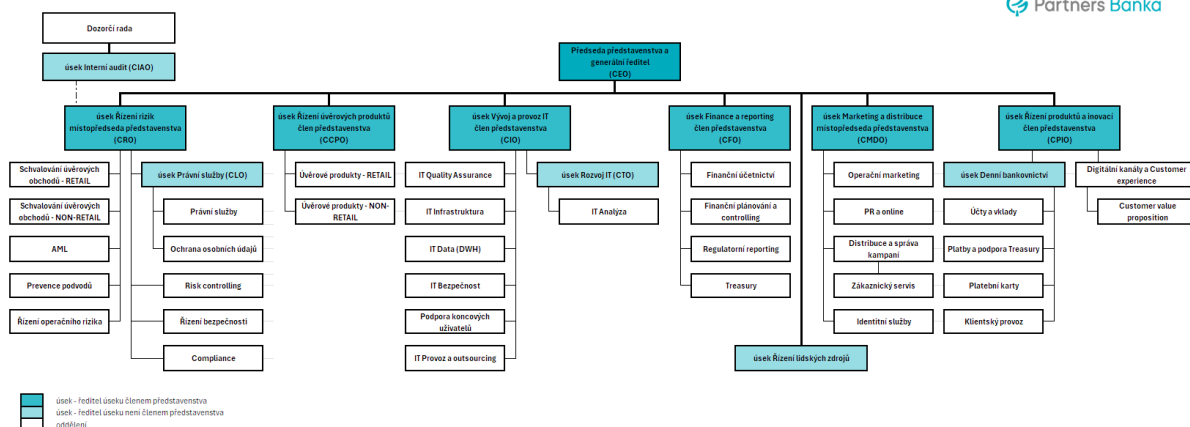 Partners Banka
Dozorčí rada
úsek Interní audit (CIAO)
Předseda představenstva a
generální ředitel
(CEO)
úsek Řízení rizik
místopředseda představenstva
(CRO)
úsek Řízení úvěrových produktů
člen představenstva
(CCPO)
úsek Vývoj a provoz IT
člen představenstva
(CIO)
úsek Finance a reporting
člen představenstva
(CFO)
úsek Marketing a distribuce
místopředseda představenstva
(CMDO)
úsek Řízení produktů a inovací
člen představenstva
(CPIO)
Schvalování úvěrových
obchodů - RETAIL
Schvalování úvěrových
obchodů - NON-RETAIL
AML
Prevence podvodů
Řízení operačního rizika
úsek Právní služby (CLO)
Právní služby
Ochrana osobních údajů
Risk controlling
Řízení bezpečnosti
Compliance
Úvěrové produkty - RETAIL
Úvěrové produkty - NON-
RETAIL
IT Quality Assurance
IT Infrastruktura
IT Data (DWH)
IT Bezpečnost
Podpora koncových
uživatelů
IT Provoz a outsourcing
úsek Rozvoj IT (CTO)
IT Analýza
Finanční účetnictví
Finanční plánování a
controlling
Regulatorní reporting
Treasury
úsek Řízení lidských zdrojů
Operační marketing
PR a online
Distribuce a správa
kampaní
Zákaznický servis
Identitní služby
úsek Denní bankovnictví
Účty a vklady
Platby a podpora Treasury
Platební karty
Klientský provoz
Digitální kanály a Customer
experience
Customer value
proposition
úsek - ředitel úseku členem představenstva
úsek - ředitel úseku není členem představenstva
oddělení